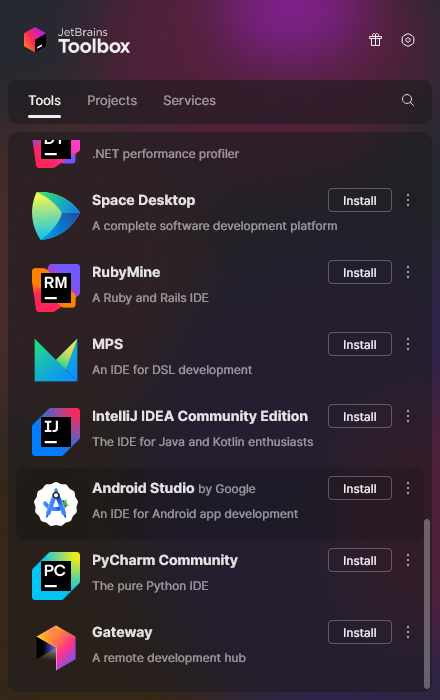 JetBrains
Toolbox
Tools Projects Services
DT
.NET performance profiler
Space Desktop Install
A complete software development platform
RM
RubyMine Install
A Ruby and Rails IDE
MPS Install
An IDE for DSL development
IJ
IntelliJ IDEA Community Edition Install
The IDE for Java and Kotlin enthusiasts
Android Studio by Google Install
An IDE for Android app development
PC
PyCharm Community Install
The pure Python IDE
Gateway Install
A remote development hub